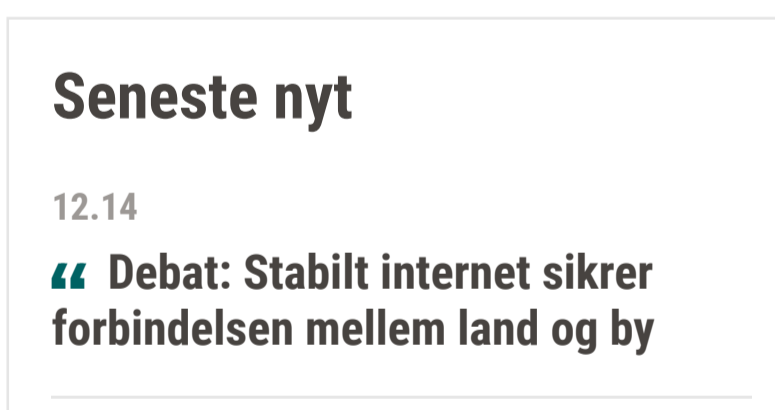 Seneste nyt
12.14
“ Debat: Stabilt internet sikrer
forbindelsen mellem land og by